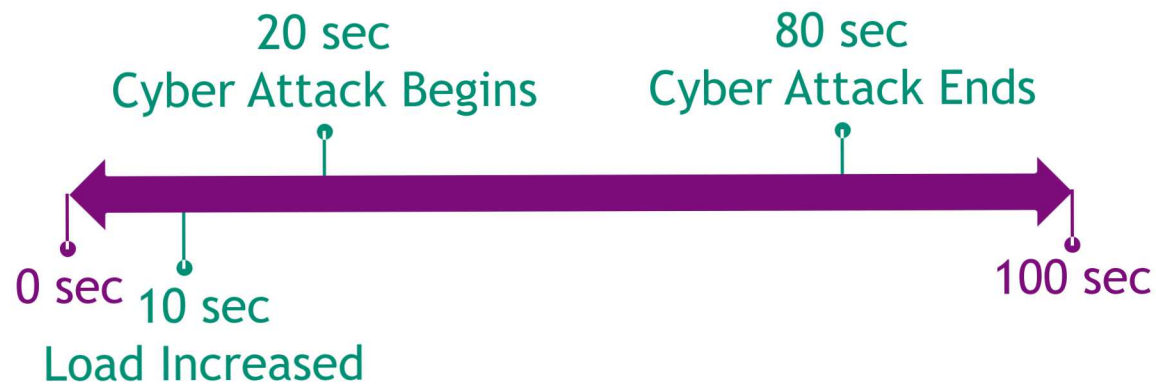 20 sec
Cyber Attack Begins
80 sec
Cyber Attack Ends
0 sec
10 sec
Load Increased
100 sec